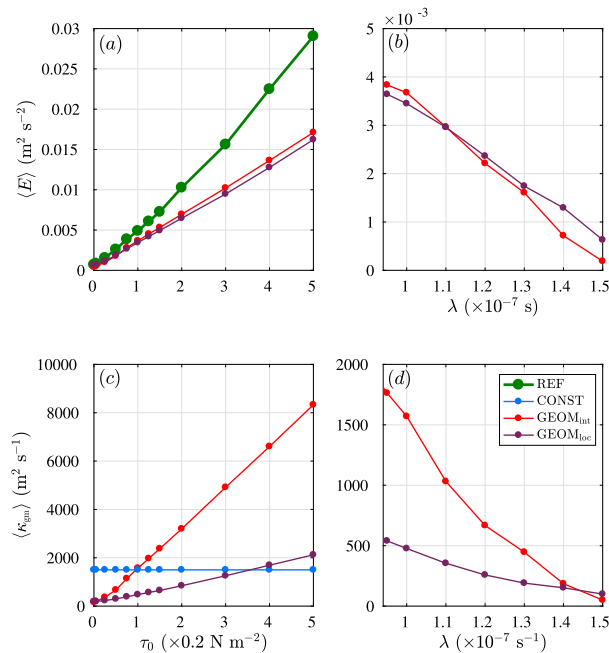 (a)
⟨E⟩ (m² s⁻²)
0.03
0.025
0.02
0.015
0.01
0.005
0
0 1 2 3 4 5
(b)
× 10⁻³
5
4
3
2
1
0
1 1.1 1.2 1.3 1.4 1.5
λ (×10⁻⁷ s)
(c)
⟨κgm⟩ (m² s⁻¹)
10000
8000
6000
4000
2000
0
0 1 2 3 4 5
τ₀ (×0.2 N m⁻²)
(d)
2000
1500
1000
500
0
1 1.1 1.2 1.3 1.4 1.5
λ (×10⁻⁷ s⁻¹)
REF
CONST
GEOMint
GEOMloc